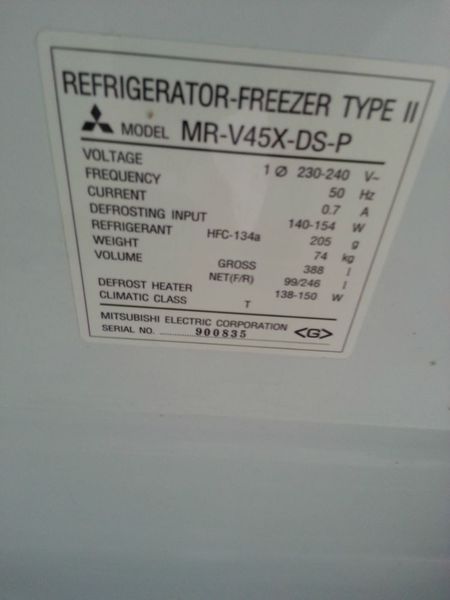 REFRIGERATOR-FREEZER TYPE II
MODEL MR-V45X-DS-P
VOLTAGE 1 Ø 230-240 V~
FREQUENCY 50 Hz
CURRENT 0.7 A
DEFROSTING INPUT 140-154 W
REFRIGERANT HFC-134a 205 g
WEIGHT 74 kg
VOLUME GROSS 388 l
NET(F/R) 99/246 l
DEFROST HEATER 138-150 W
CLIMATIC CLASS T
MITSUBISHI ELECTRIC CORPORATION
SERIAL NO. 900835 <G>